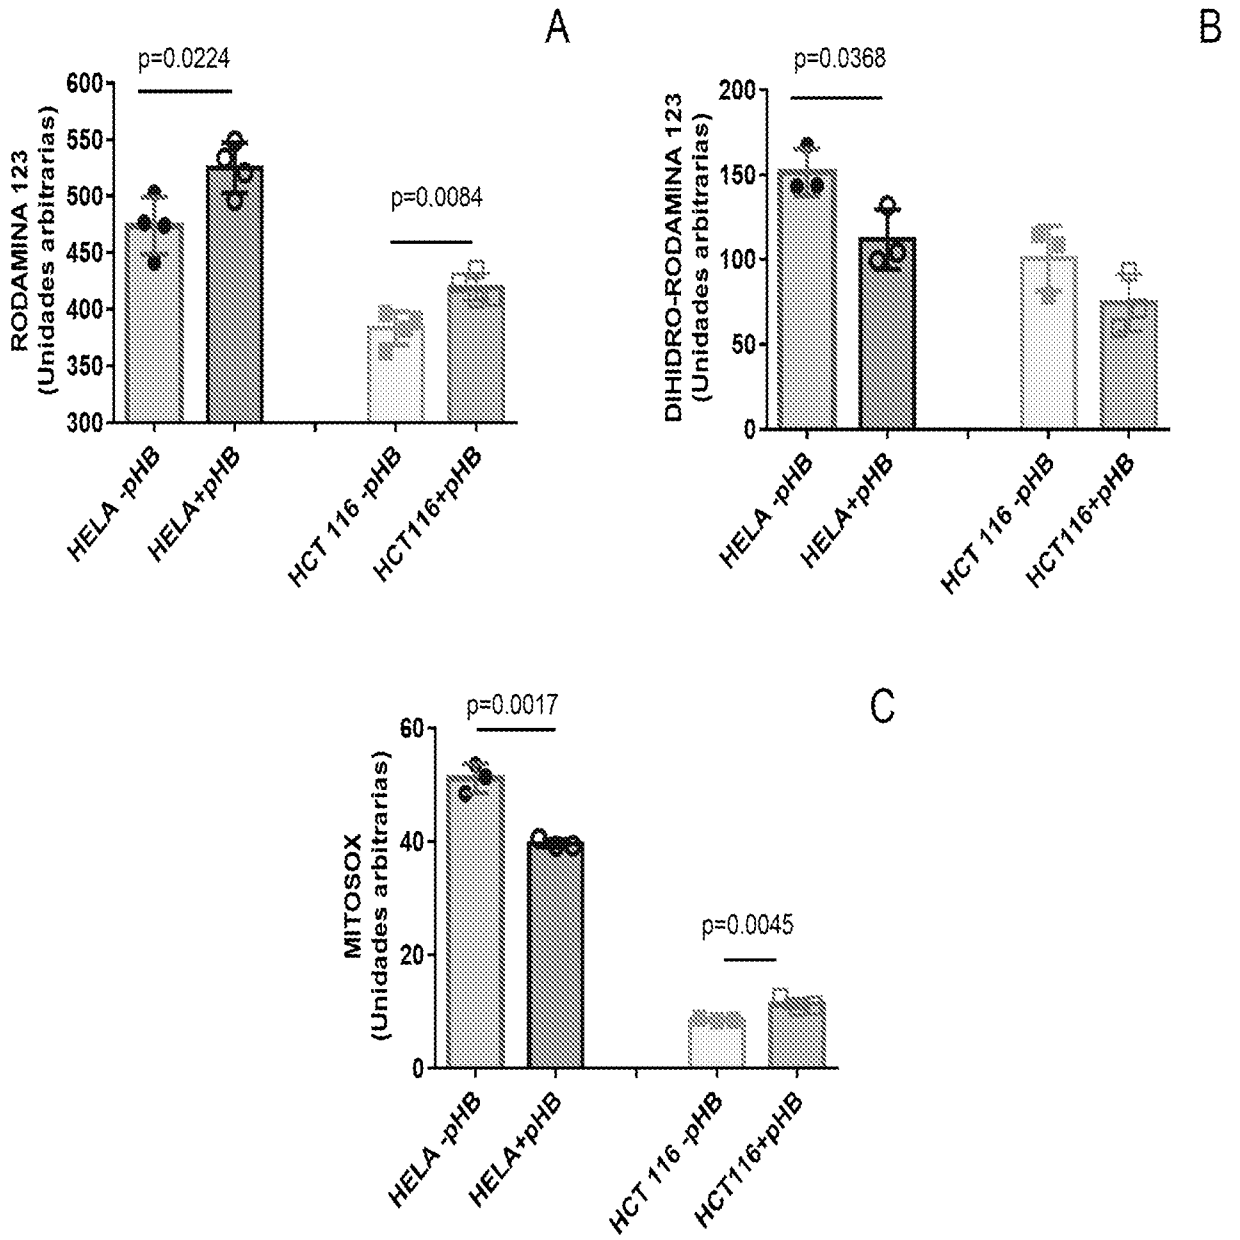 A
p=0.0224
600
550
500
450
400
350
300
RODAMINA 123
(Unidades arbitrarias)
p=0.0084
HELA -pHB
HELA+pHB
HCT 116 -pHB
HCT116+pHB
B
p=0.0368
200
150
100
50
0
DIHIDRO-RODAMINA 123
(Unidades arbitrarias)
HELA -pHB
HELA+pHB
HCT 116 -pHB
HCT116+pHB
C
p=0.0017
60
40
20
0
MITOSOX
(Unidades arbitrarias)
p=0.0045
HELA -pHB
HELA+pHB
HCT 116 -pHB
HCT116+pHB